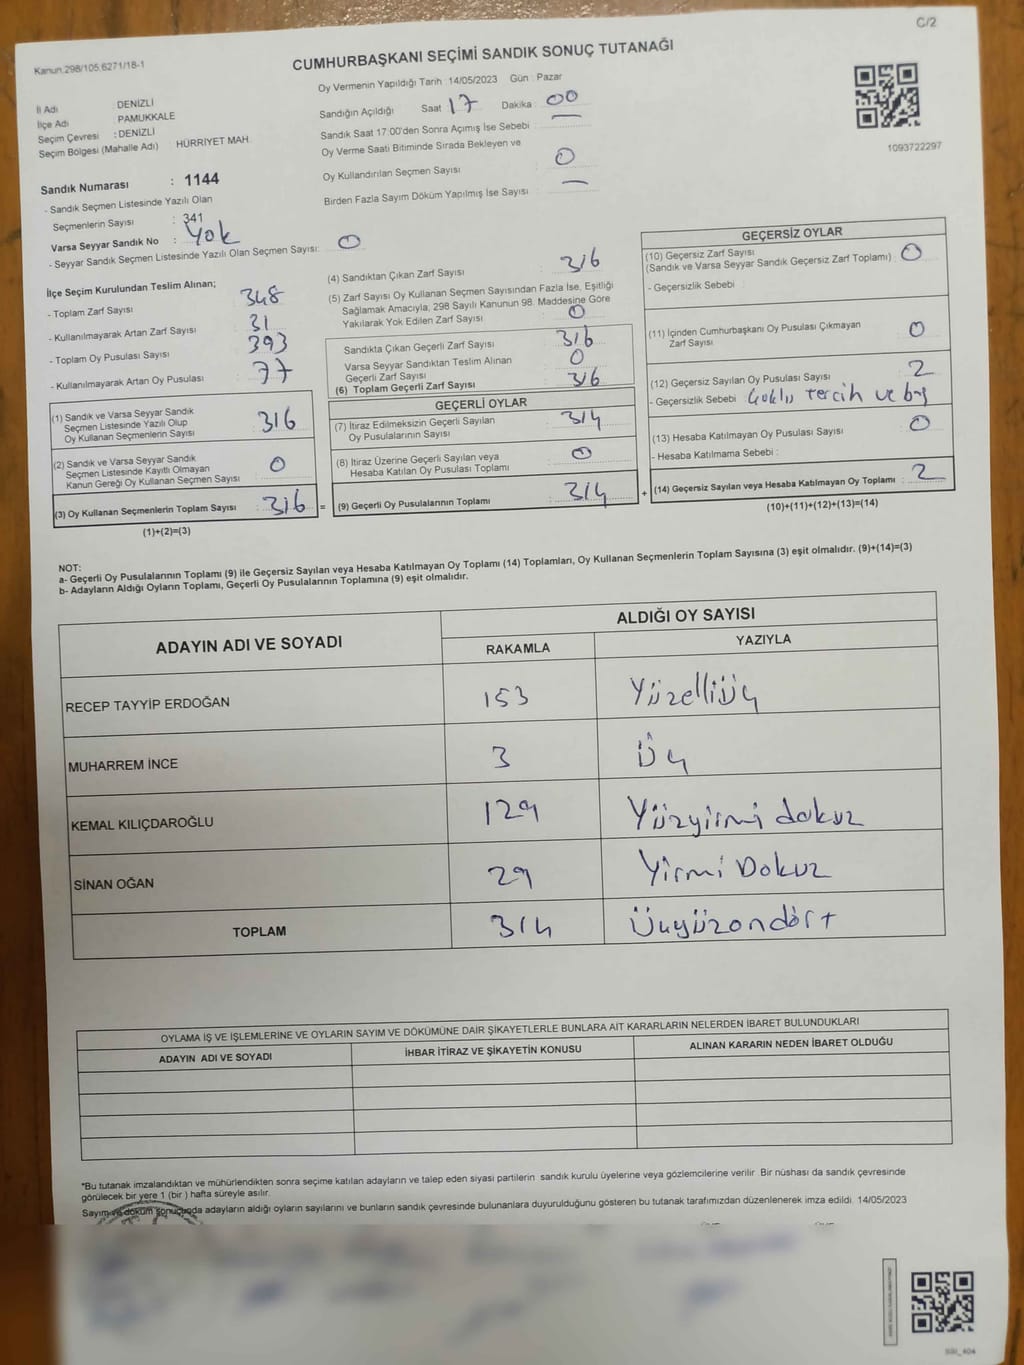 C/2
Kanun.298/105,6271/18-1
CUMHURBAŞKANI SEÇİMİ SANDIK SONUÇ TUTANAĞI
İl Adı : DENİZLİ
İlçe Adı : PAMUKKALE
Seçim Çevresi : DENİZLİ
Seçim Bölgesi (Mahalle Adı) : HÜRRİYET MAH.
Sandık Numarası : 1144
- Sandık Seçmen Listesinde Yazılı Olan
Seçmenlerin Sayısı : 341
Varsa Seyyar Sandık No : Yok
- Seyyar Sandık Seçmen Listesinde Yazılı Olan Seçmen Sayısı: 0
Oy Vermenin Yapıldığı Tarih : 14/05/2023 Gün : Pazar
Sandığın Açıldığı Saat 17 Dakika : 00
Sandık Saat 17:00'den Sonra Açımış İse Sebebi : —
Oy Verme Saati Bitiminde Sırada Bekleyen ve
Oy Kullandırılan Seçmen Sayısı : 0
Birden Fazla Sayım Döküm Yapılmış İse Sayısı : —
1093722297
İlçe Seçim Kurulundan Teslim Alınan;
- Toplam Zarf Sayısı : 348
- Kullanılmayarak Artan Zarf Sayısı : 31
- Toplam Oy Pusulası Sayısı : 393
- Kullanılmayarak Artan Oy Pusulası : 77
(1) Sandık ve Varsa Seyyar Sandık
Seçmen Listesinde Yazılı Olup
Oy Kullanan Seçmenlerin Sayısı : 316
(2) Sandık ve Varsa Seyyar Sandık
Seçmen Listesinde Kayıtlı Olmayan
Kanun Gereği Oy Kullanan Seçmen Sayısı : 0
(3) Oy Kullanan Seçmenlerin Toplam Sayısı : 316 =
(1)+(2)=(3)
(4) Sandıktan Çıkan Zarf Sayısı : 316
(5) Zarf Sayısı Oy Kullanan Seçmen Sayısından Fazla İse, Eşitliği
Sağlamak Amacıyla, 298 Sayılı Kanunun 98. Maddesine Göre
Yakılarak Yok Edilen Zarf Sayısı : 0
Sandıkta Çıkan Geçerli Zarf Sayısı : 316
Varsa Seyyar Sandıktan Teslim Alınan
Geçerli Zarf Sayısı : 0
(6) Toplam Geçerli Zarf Sayısı : 316
GEÇERLİ OYLAR
(7) İtiraz Edilmeksizin Geçerli Sayılan
Oy Pusulalarının Sayısı : 314
(8) İtiraz Üzerine Geçerli Sayılan veya
Hesaba Katılan Oy Pusulası Toplamı : 0
(9) Geçerli Oy Pusulalarının Toplamı : 314 +
GEÇERSİZ OYLAR
(10) Geçersiz Zarf Sayısı
(Sandık ve Varsa Seyyar Sandık Geçersiz Zarf Toplamı) : 0
- Geçersizlik Sebebi :
(11) İçinden Cumhurbaşkanı Oy Pusulası Çıkmayan
Zarf Sayısı : 0
(12) Geçersiz Sayılan Oy Pusulası Sayısı : 2
- Geçersizlik Sebebi : Çoklu tercih ve
(13) Hesaba Katılmayan Oy Pusulası Sayısı : 0
- Hesaba Katılmama Sebebi :
(14) Geçersiz Sayılan veya Hesaba Katılmayan Oy Toplamı : 2
(10)+(11)+(12)+(13)=(14)
NOT:
a- Geçerli Oy Pusulalarının Toplamı (9) ile Geçersiz Sayılan veya Hesaba Katılmayan Oy Toplamı (14) Toplamları, Oy Kullanan Seçmenlerin Toplam Sayısına (3) eşit olmalıdır. (9)+(14)=(3)
b- Adayların Aldığı Oyların Toplamı, Geçerli Oy Pusulalarının Toplamına (9) eşit olmalıdır.
ADAYIN ADI VE SOYADI ALDIĞI OY SAYISI
RAKAMLA YAZIYLA
RECEP TAYYİP ERDOĞAN 153 Yüzelliüç
MUHARREM İNCE 3 Üç
KEMAL KILIÇDAROĞLU 129 Yüzyirmi dokuz
SİNAN OĞAN 29 Yirmi Dokuz
TOPLAM 314 Üçyüzondört
OYLAMA İŞ VE İŞLEMLERİNE VE OYLARIN SAYIM VE DÖKÜMÜNE DAİR ŞİKAYETLERLE BUNLARA AİT KARARLARIN NELERDEN İBARET BULUNDUKLARI
ADAYIN ADI VE SOYADI İHBAR İTİRAZ VE ŞİKAYETİN KONUSU ALINAN KARARIN NEDEN İBARET OLDUĞU
*Bu tutanak imzalandıktan ve mühürlendikten sonra seçime katılan adayların ve talep eden siyasi partilerin sandık kurulu üyelerine veya gözlemcilerine verilir. Bir nüshası da sandık çevresinde
görülecek bir yere 1 (bir ) hafta süreyle asılır.
Sayım ve döküm sonucunda adayların aldığı oyların sayılarını ve bunların sandık çevresinde bulunanlara duyurulduğunu gösteren bu tutanak tarafımızdan düzenlenerek imza edildi. 14/05/2023